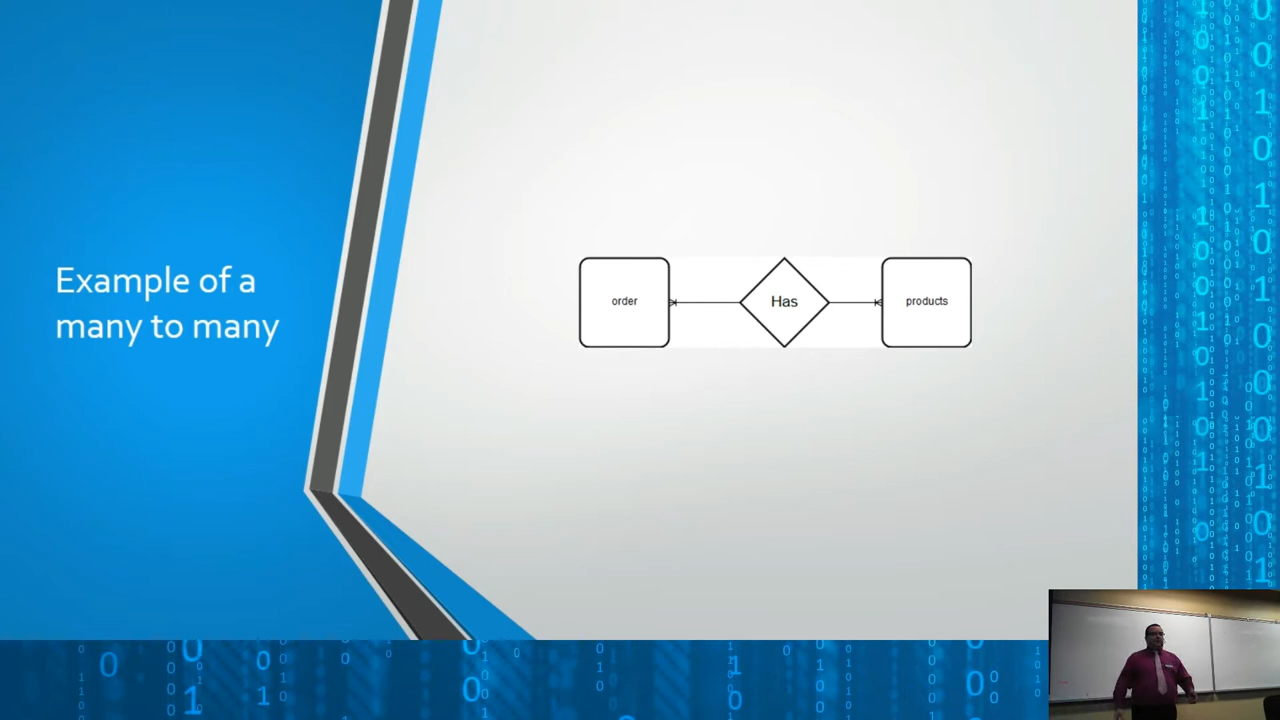 Example of a
many to many
order
Has
products